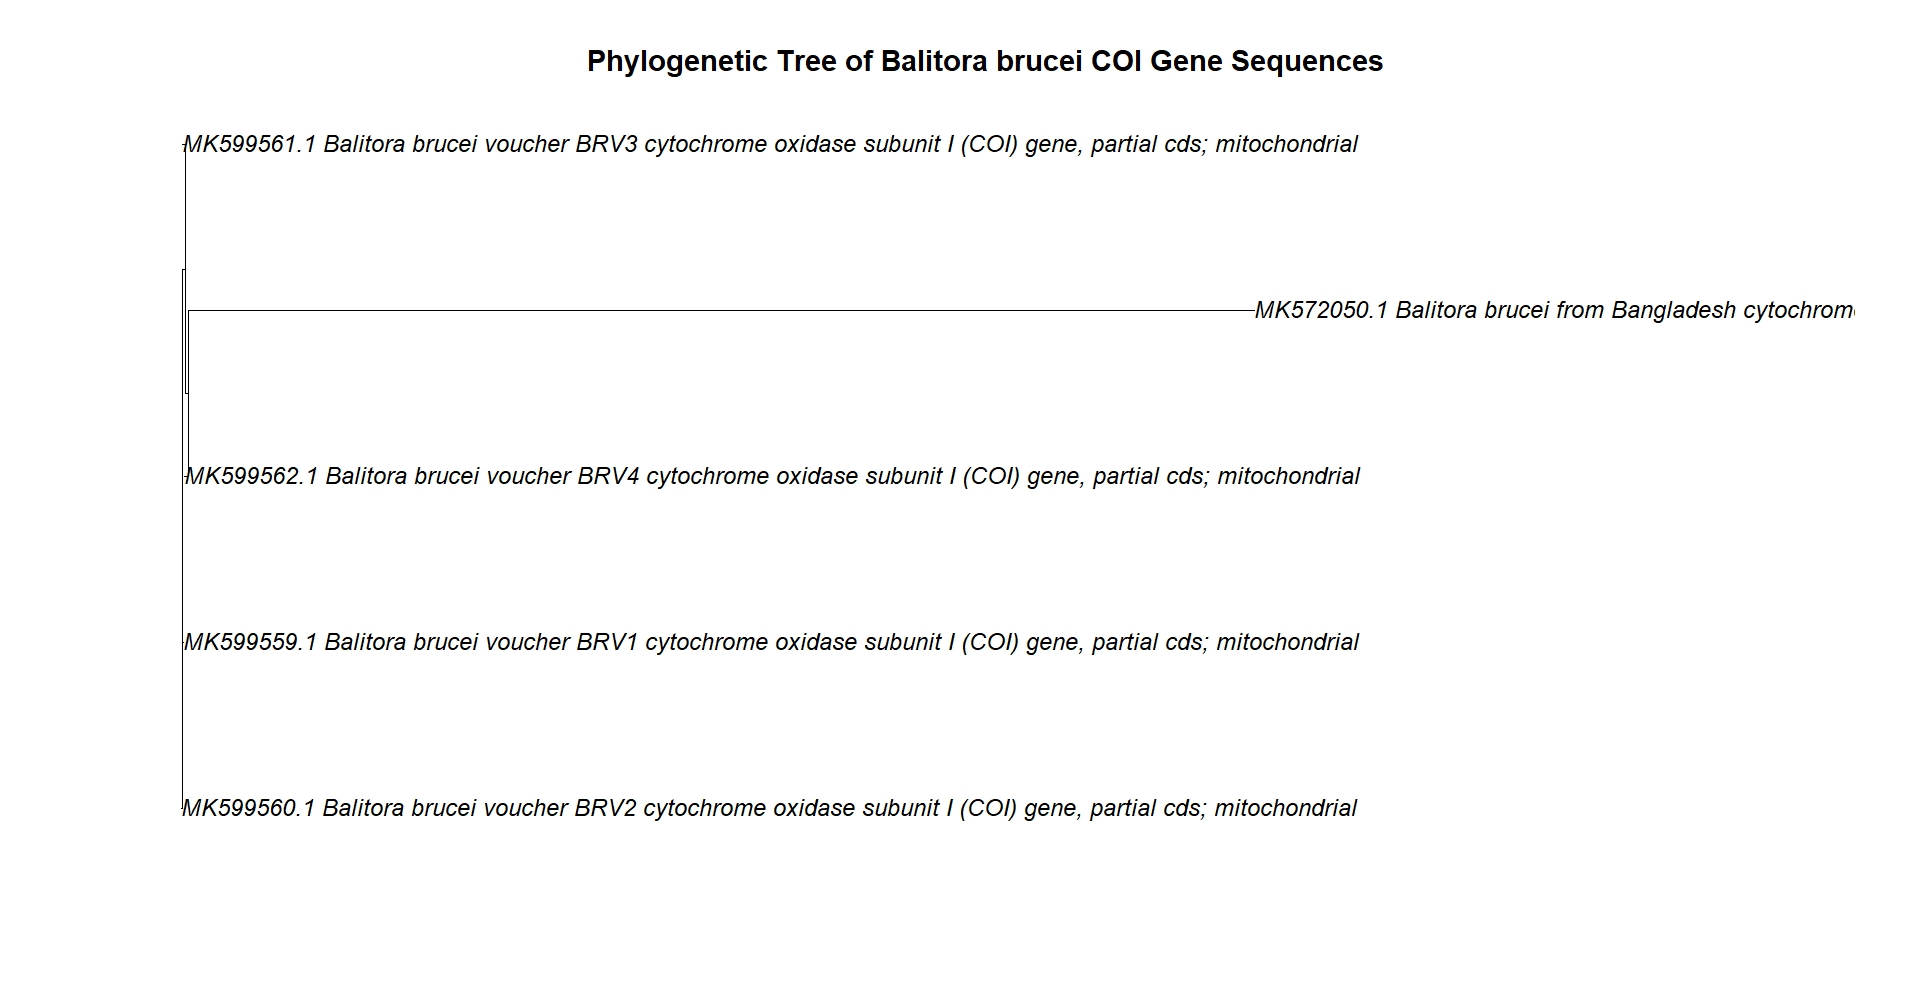 Phylogenetic Tree of Balitora brucei COI Gene Sequences
MK599561.1 Balitora brucei voucher BRV3 cytochrome oxidase subunit I (COI) gene, partial cds; mitochondrial
MK572050.1 Balitora brucei from Bangladesh cytochrom
MK599562.1 Balitora brucei voucher BRV4 cytochrome oxidase subunit I (COI) gene, partial cds; mitochondrial
MK599559.1 Balitora brucei voucher BRV1 cytochrome oxidase subunit I (COI) gene, partial cds; mitochondrial
MK599560.1 Balitora brucei voucher BRV2 cytochrome oxidase subunit I (COI) gene, partial cds; mitochondrial